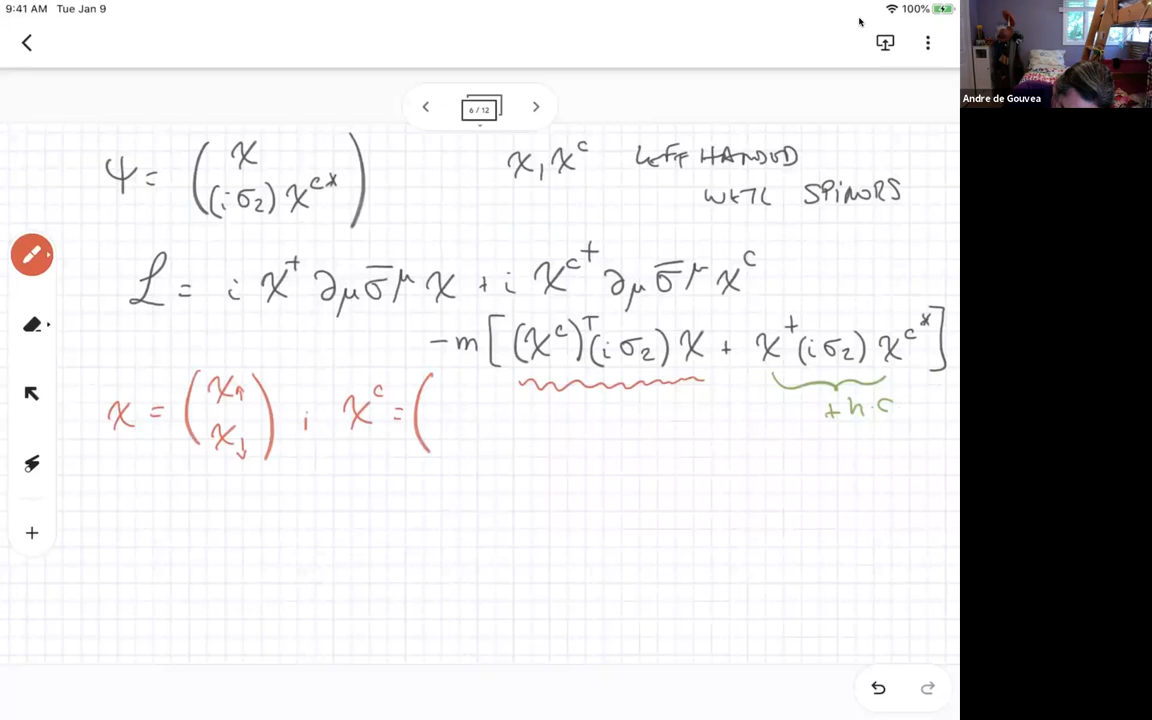 9:41 AM Tue Jan 9
100%
Andre de Gouvea
6 / 12
Ψ = ( χ
(iσ₂) χ^{c*} )
χ, χ^c LEFT HANDED
WEYL SPINORS
ℒ = i χ^† ∂_μ σ̄^μ χ + i χ^{c†} ∂_μ σ̄^μ χ^c
- m [ (χ^c)^T (iσ₂) χ + χ^† (iσ₂) χ^{c*} ]
+ h.c
χ = ( χ↑
χ↓ ) ; χ^c = (